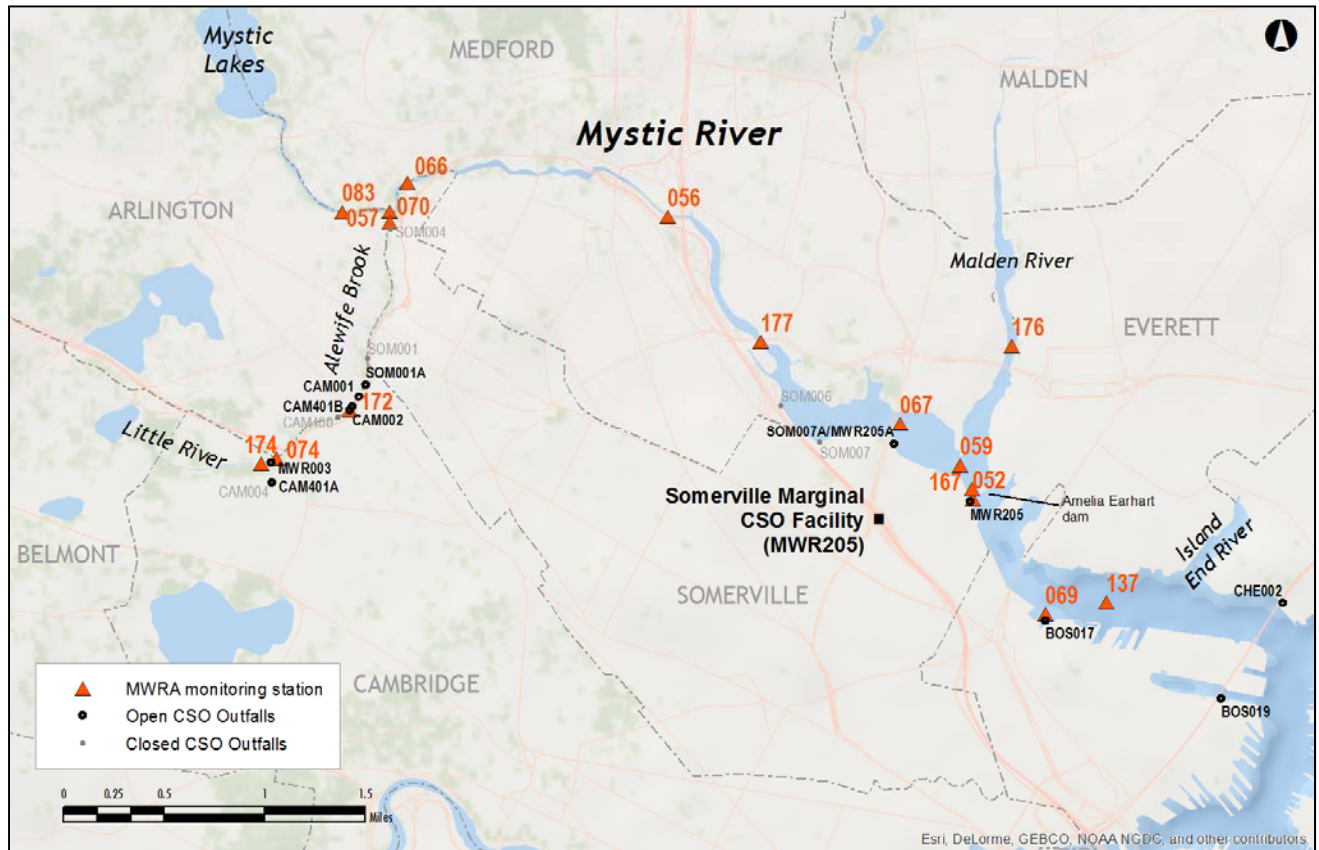 Mystic
Lakes
MEDFORD
MALDEN
Mystic River
066
083
070
057
SOM004
056
ARLINGTON
Malden River
Alewife Brook
177
176
EVERETT
SOM001
SOM001A
CAM001
CAM401B
172
CAM400
CAM002
SOM006
067
SOM007A/MWR205A
SOM007
Little River
174
074
MWR003
CAM004
CAM401A
059
167
052
MWR205
Amelia Earhart
dam
Somerville Marginal
CSO Facility
(MWR205)
Island
End River
BELMONT
SOMERVILLE
069
137
CHE002
BOS017
BOS019
CAMBRIDGE
MWRA monitoring station
Open CSO Outfalls
Closed CSO Outfalls
0 0.25 0.5 1 1.5
Miles
Esri, DeLorme, GEBCO, NOAA NGDC, and other contributors